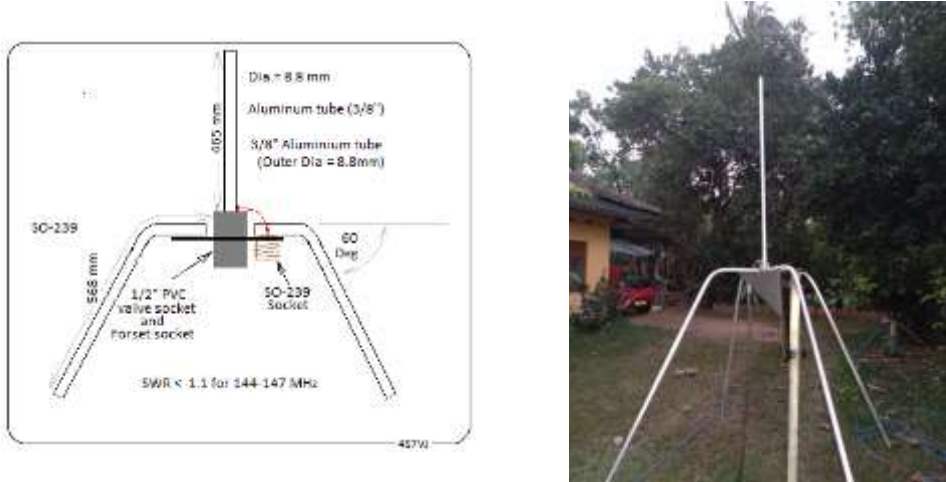 Dia.= 8.8 mm
465 mm
Aluminum tube (3/8")
3/8" Aluminium tube
(Outer Dia = 8.8mm)
SO-239
60
Deg
568 mm
1/2" PVC
valve socket
and
Forset socket
SO-239
Socket
SWR < 1.1 for 144-147 MHz